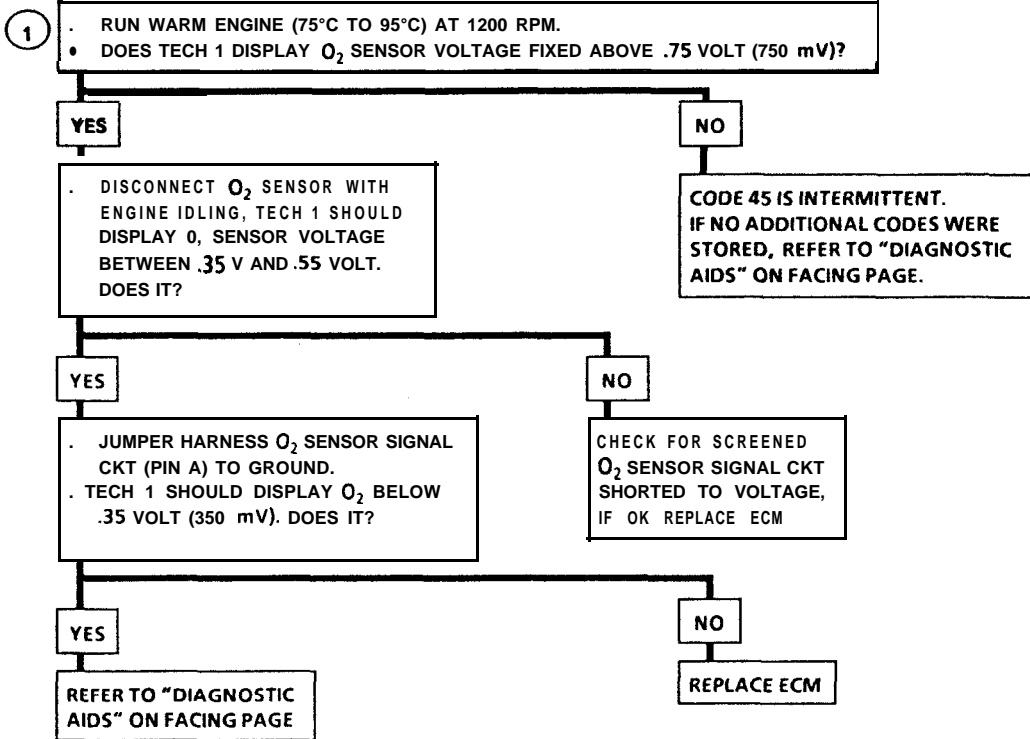 1
. RUN WARM ENGINE (75°C TO 95°C) AT 1200 RPM.
• DOES TECH 1 DISPLAY O₂ SENSOR VOLTAGE FIXED ABOVE .75 VOLT (750 mV)?
YES
NO
. DISCONNECT O₂ SENSOR WITH
ENGINE IDLING, TECH 1 SHOULD
DISPLAY 0, SENSOR VOLTAGE
BETWEEN .35 V AND .55 VOLT.
DOES IT?
CODE 45 IS INTERMITTENT.
IF NO ADDITIONAL CODES WERE
STORED, REFER TO "DIAGNOSTIC
AIDS" ON FACING PAGE.
YES
NO
. JUMPER HARNESS O₂ SENSOR SIGNAL
CKT (PIN A) TO GROUND.
. TECH 1 SHOULD DISPLAY O₂ BELOW
.35 VOLT (350 mV). DOES IT?
CHECK FOR SCREENED
O₂ SENSOR SIGNAL CKT
SHORTED TO VOLTAGE,
IF OK REPLACE ECM
YES
NO
REFER TO "DIAGNOSTIC
AIDS" ON FACING PAGE
REPLACE ECM